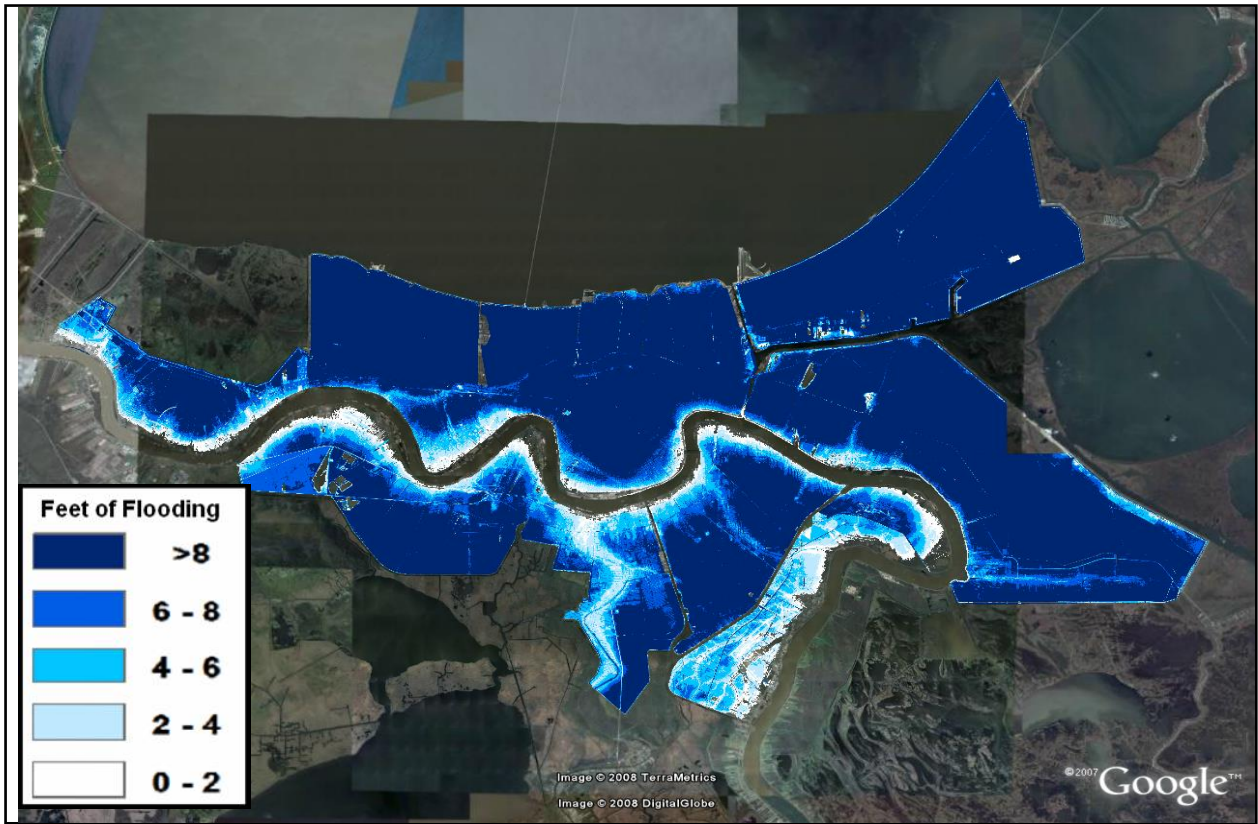 Feet of Flooding
>8
6 - 8
4 - 6
2 - 4
0 - 2
Image © 2008 TerraMetrics
Image © 2008 DigitalGlobe
©2007 Google™